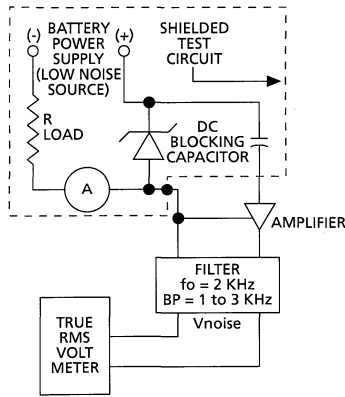 (-)
BATTERY
POWER
SUPPLY
(LOW NOISE
SOURCE)
(+)
SHIELDED
TEST
CIRCUIT
R
LOAD
DC
BLOCKING
CAPACITOR
A
AMPLIFIER
FILTER
fo = 2 KHz
BP = 1 to 3 KHz
Vnoise
TRUE
RMS
VOLT
METER